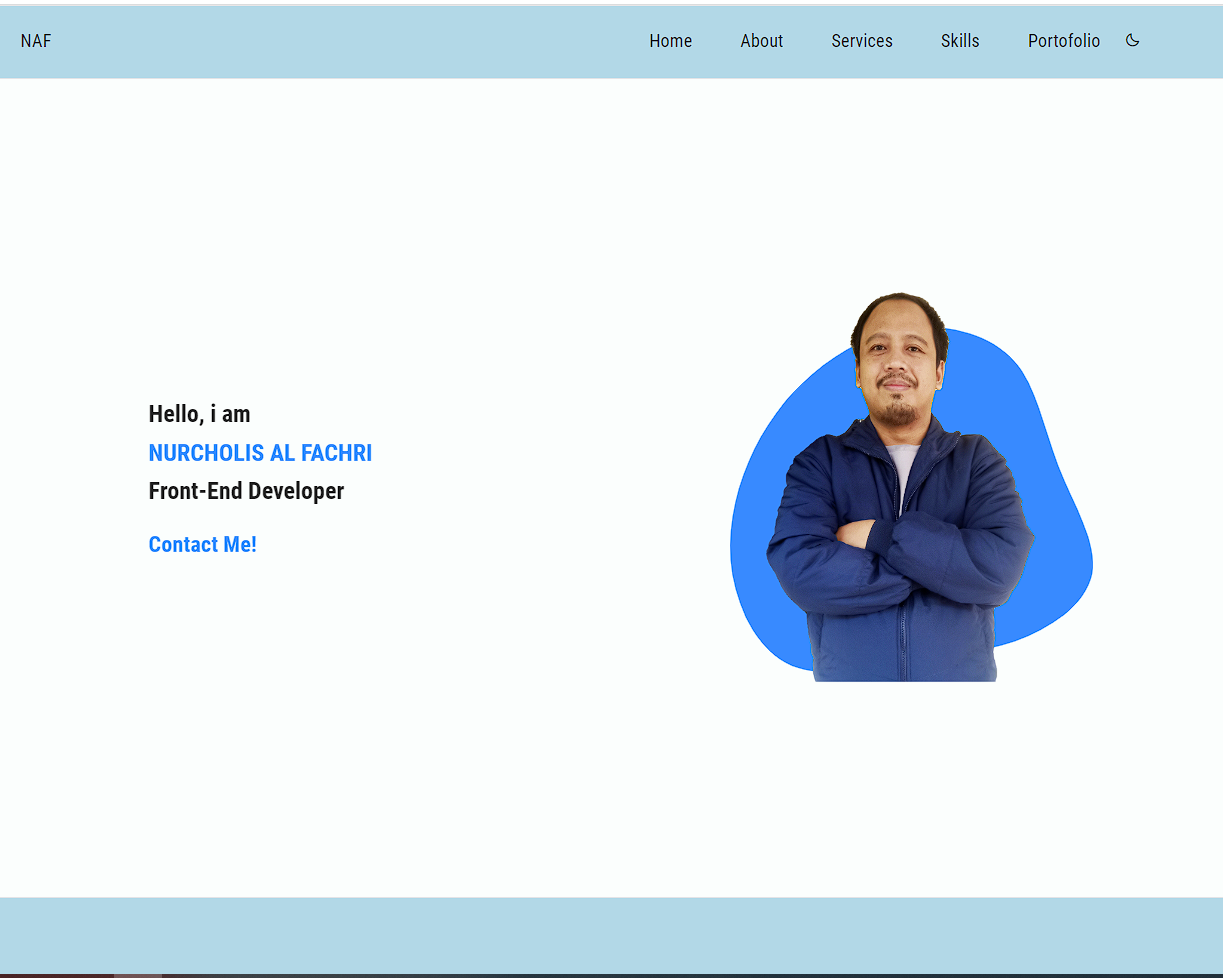 NAF
Home About Services Skills Portofolio
Hello, i am
NURCHOLIS AL FACHRI
Front-End Developer
Contact Me!